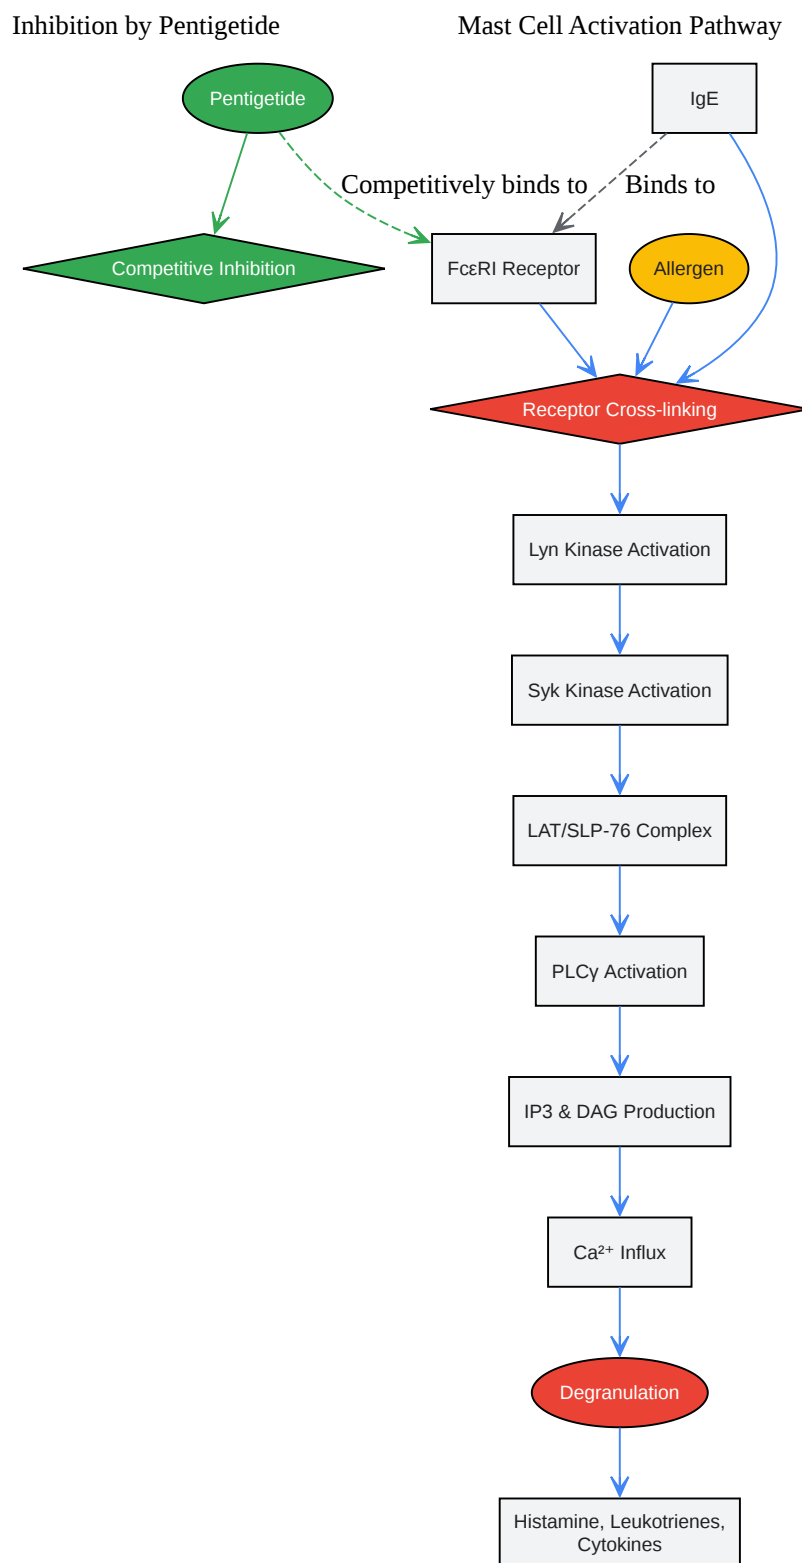 Inhibition by Pentigetide
Mast Cell Activation Pathway
Pentigetide
IgE
Competitively binds to
Binds to
Competitive Inhibition
FcεRI Receptor
Allergen
Receptor Cross-linking
Lyn Kinase Activation
Syk Kinase Activation
LAT/SLP-76 Complex
PLCγ Activation
IP3 & DAG Production
Ca²⁺ Influx
Degranulation
Histamine, Leukotrienes,
Cytokines